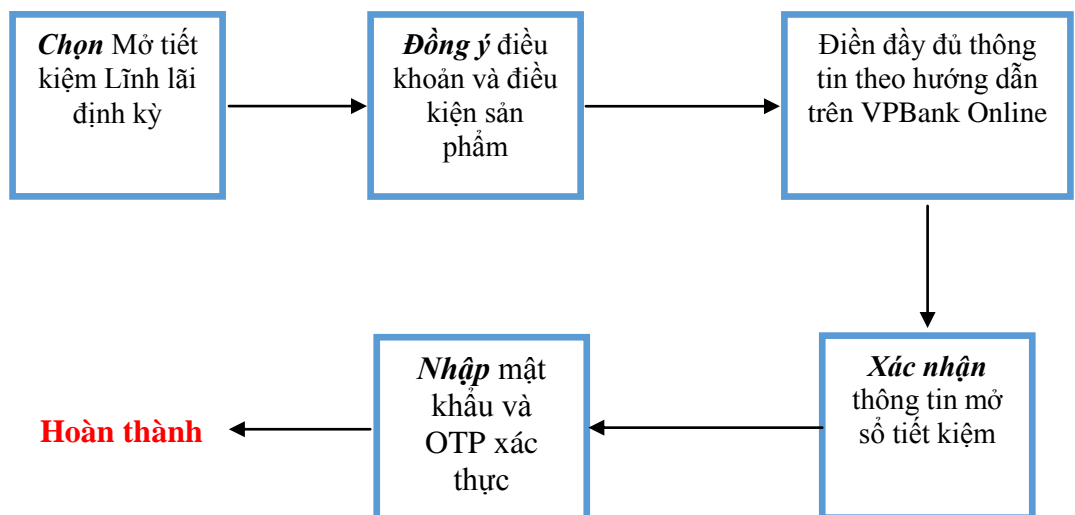 Chọn Mở tiết
kiệm Lĩnh lãi
định kỳ
Đồng ý điều
khoản và điều
kiện sản
phẩm
Điền đầy đủ thông
tin theo hướng dẫn
trên VPBank Online
Xác nhận
thông tin mở
sổ tiết kiệm
Nhập mật
khẩu và
OTP xác
thực
Hoàn thành